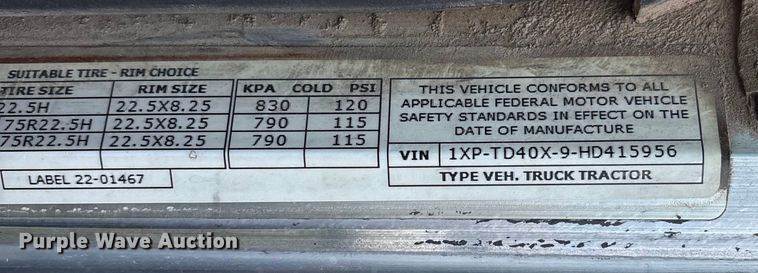 SUITABLE TIRE - RIM CHOICE
TIRE SIZE RIM SIZE KPA COLD PSI
22.5H 22.5X8.25 830 120
75R22.5H 22.5X8.25 790 115
75R22.5H 22.5X8.25 790 115
LABEL 22-01467
THIS VEHICLE CONFORMS TO ALL
APPLICABLE FEDERAL MOTOR VEHICLE
SAFETY STANDARDS IN EFFECT ON THE
DATE OF MANUFACTURE
VIN 1XP-TD40X-9-HD415956
TYPE VEH. TRUCK TRACTOR
Purple Wave Auction